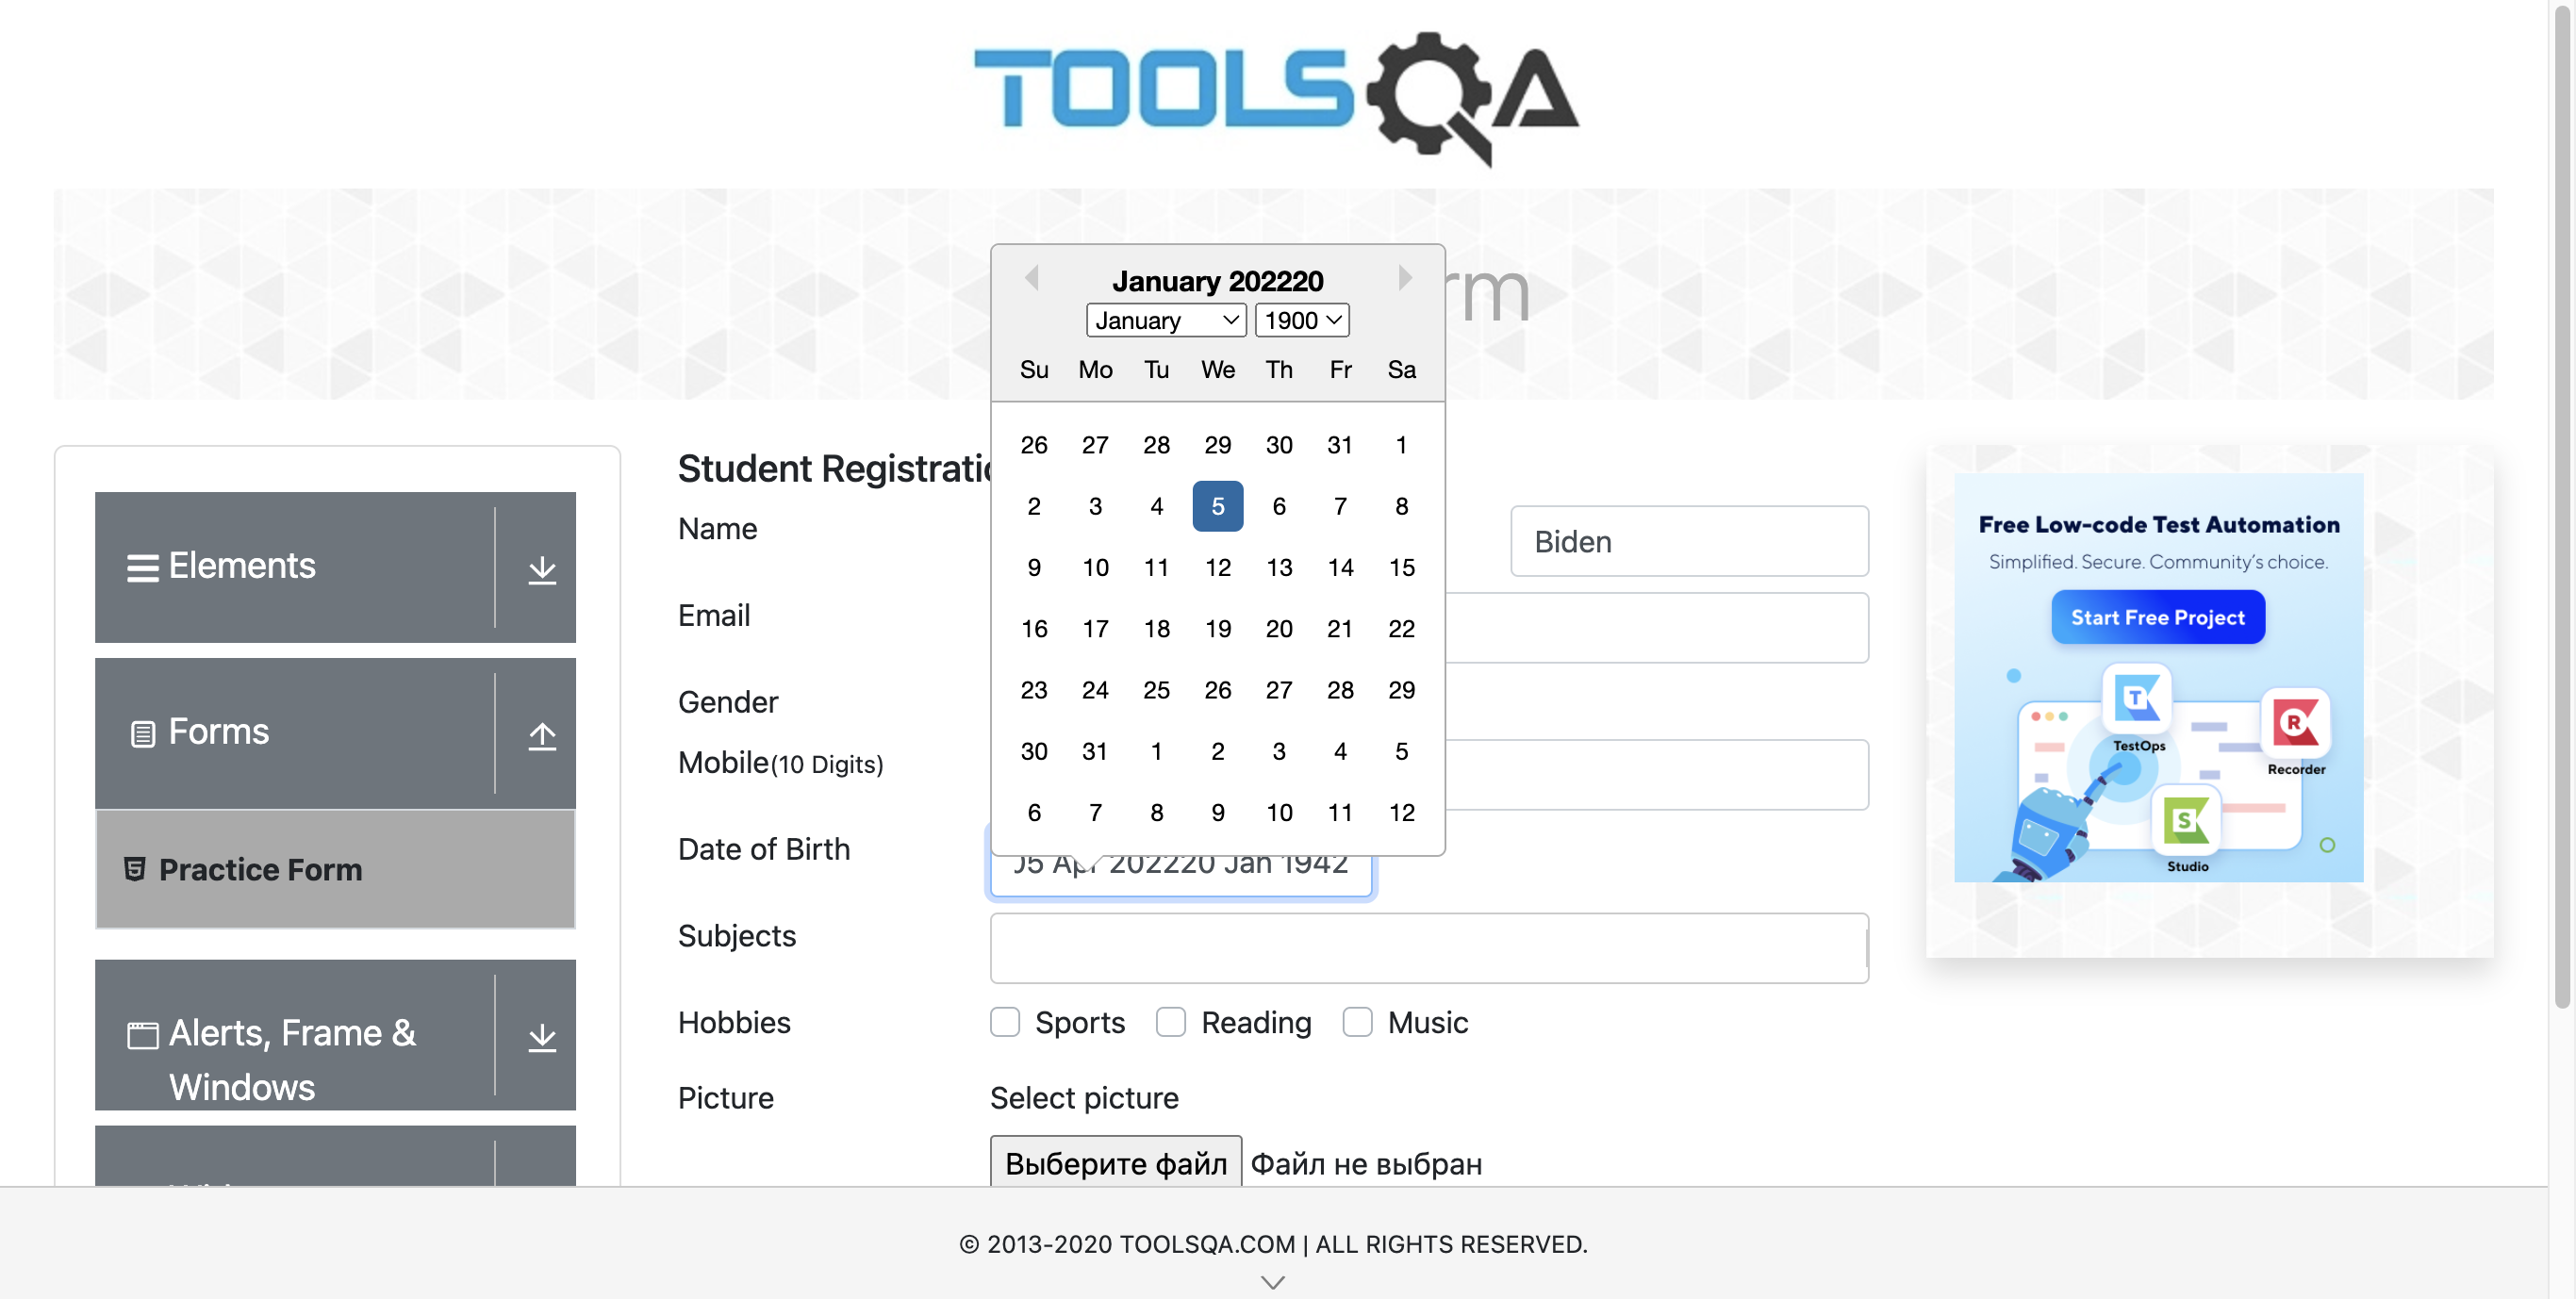 TOOLSQA
rm
January 202220
January 1900
Su Mo Tu We Th Fr Sa
26 27 28 29 30 31 1
2 3 4 5 6 7 8
9 10 11 12 13 14 15
16 17 18 19 20 21 22
23 24 25 26 27 28 29
30 31 1 2 3 4 5
6 7 8 9 10 11 12
Elements
Forms
Practice Form
Alerts, Frame &
Windows
Student Registratio
Name
Biden
Email
Gender
Mobile(10 Digits)
Date of Birth
05 Apr 202220 Jan 1942
Subjects
Hobbies
Sports Reading Music
Picture
Select picture
Выберите файл Файл не выбран
Free Low-code Test Automation
Simplified. Secure. Community's choice.
Start Free Project
T
TestOps
R
Recorder
S
Studio
© 2013-2020 TOOLSQA.COM | ALL RIGHTS RESERVED.